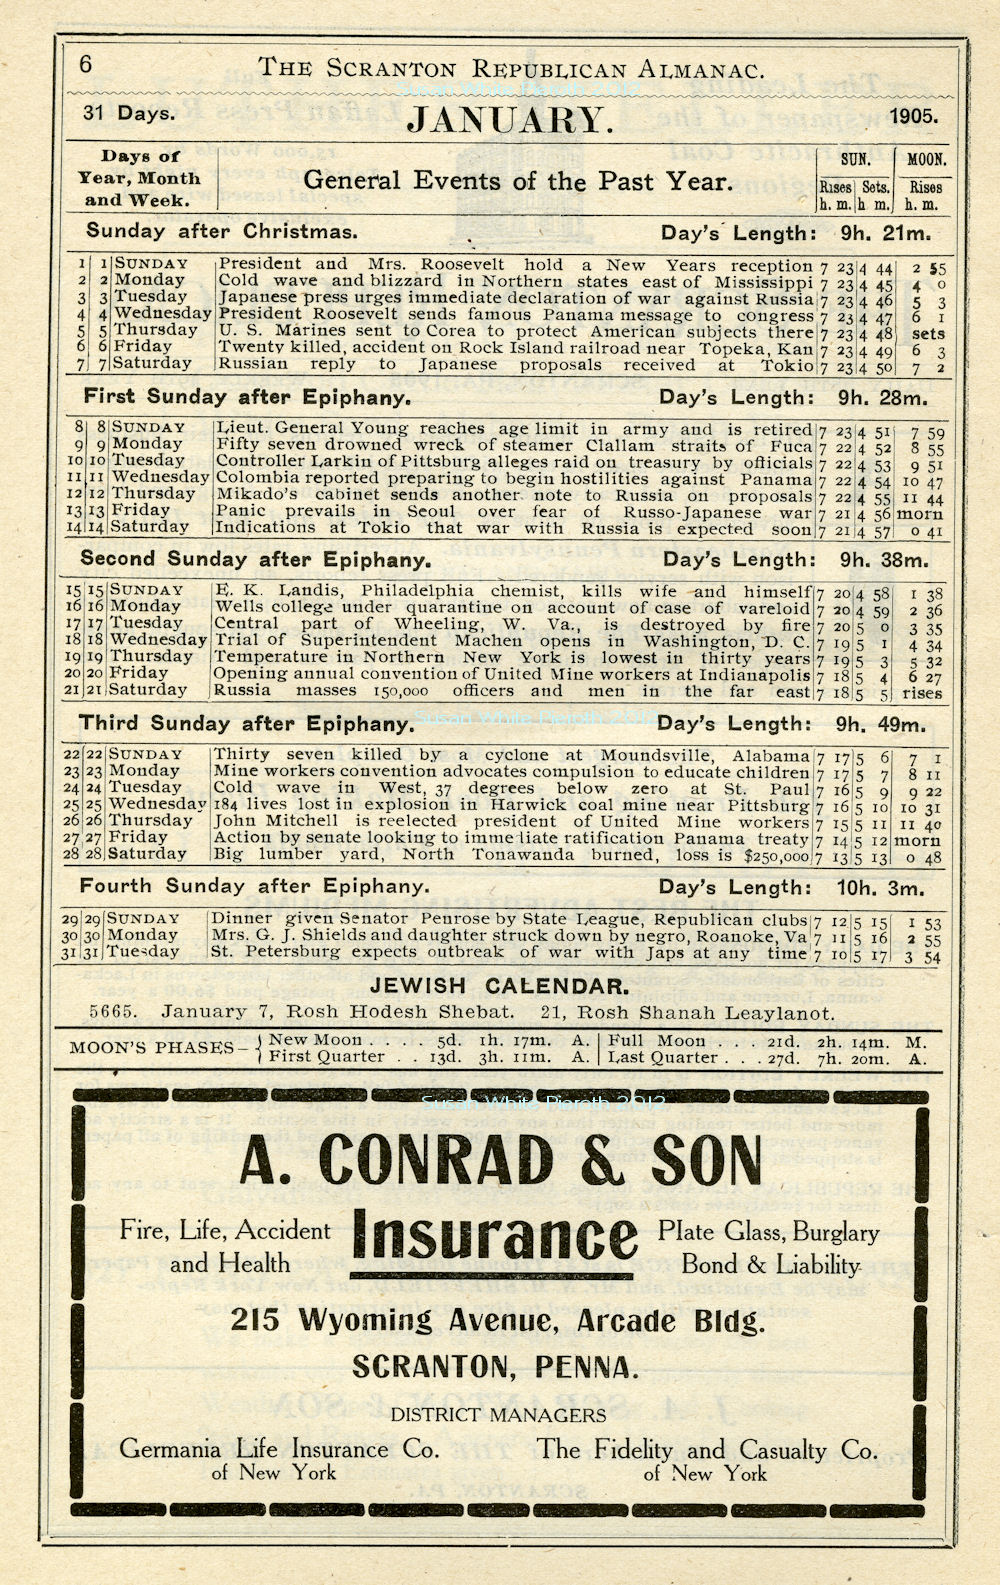 6 THE SCRANTON REPUBLICAN ALMANAC.
Susan White Pieroth 2012
31 Days. JANUARY. 1905.
Days of Year, Month and Week. General Events of the Past Year. SUN. MOON.
Rises Sets. Rises
h. m. h m. h. m.
Sunday after Christmas. Day's Length: 9h. 21m.
1 1 SUNDAY President and Mrs. Roosevelt hold a New Years reception 7 23 4 44 2 55
2 2 Monday Cold wave and blizzard in Northern states east of Mississippi 7 23 4 45 4 0
3 3 Tuesday Japanese press urges immediate declaration of war against Russia 7 23 4 46 5 3
4 4 Wednesday President Roosevelt sends famous Panama message to congress 7 23 4 47 6 1
5 5 Thursday U. S. Marines sent to Corea to protect American subjects there 7 23 4 48 sets
6 6 Friday Twenty killed, accident on Rock Island railroad near Topeka, Kan 7 23 4 49 6 3
7 7 Saturday Russian reply to Japanese proposals received at Tokio 7 23 4 50 7 2
First Sunday after Epiphany. Day's Length: 9h. 28m.
8 8 SUNDAY Lieut. General Young reaches age limit in army and is retired 7 23 4 51 7 59
9 9 Monday Fifty seven drowned wreck of steamer Clallam straits of Fuca 7 22 4 52 8 55
10 10 Tuesday Controller Larkin of Pittsburg alleges raid on treasury by officials 7 22 4 53 9 51
11 11 Wednesday Colombia reported preparing to begin hostilities against Panama 7 22 4 54 10 47
12 12 Thursday Mikado's cabinet sends another note to Russia on proposals 7 22 4 55 11 44
13 13 Friday Panic prevails in Seoul over fear of Russo-Japanese war 7 21 4 56 morn
14 14 Saturday Indications at Tokio that war with Russia is expected soon 7 21 4 57 0 41
Second Sunday after Epiphany. Day's Length: 9h. 38m.
15 15 SUNDAY E. K. Landis, Philadelphia chemist, kills wife and himself 7 20 4 58 1 38
16 16 Monday Wells college under quarantine on account of case of vareloid 7 20 4 59 2 36
17 17 Tuesday Central part of Wheeling, W. Va., is destroyed by fire 7 20 5 0 3 35
18 18 Wednesday Trial of Superintendent Machen opens in Washington, D. C. 7 19 5 1 4 34
19 19 Thursday Temperature in Northern New York is lowest in thirty years 7 19 5 3 5 32
20 20 Friday Opening annual convention of United Mine workers at Indianapolis 7 18 5 4 6 27
21 21 Saturday Russia masses 150,000 officers and men in the far east 7 18 5 5 rises
Susan White Pieroth 2012
Third Sunday after Epiphany. Day's Length: 9h. 49m.
22 22 SUNDAY Thirty seven killed by a cyclone at Moundsville, Alabama 7 17 5 6 7 1
23 23 Monday Mine workers convention advocates compulsion to educate children 7 17 5 7 8 11
24 24 Tuesday Cold wave in West, 37 degrees below zero at St. Paul 7 16 5 9 9 22
25 25 Wednesday 184 lives lost in explosion in Harwick coal mine near Pittsburg 7 16 5 10 10 31
26 26 Thursday John Mitchell is reelected president of United Mine workers 7 15 5 11 11 40
27 27 Friday Action by senate looking to immediate ratification Panama treaty 7 14 5 12 morn
28 28 Saturday Big lumber yard, North Tonawanda burned, loss is $250,000 7 13 5 13 0 48
Fourth Sunday after Epiphany. Day's Length: 10h. 3m.
29 29 SUNDAY Dinner given Senator Penrose by State League, Republican clubs 7 12 5 15 1 53
30 30 Monday Mrs. G. J. Shields and daughter struck down by negro, Roanoke, Va 7 11 5 16 2 55
31 31 Tuesday St. Petersburg expects outbreak of war with Japs at any time 7 10 5 17 3 54
JEWISH CALENDAR.
5665. January 7, Rosh Hodesh Shebat. 21, Rosh Shanah Leaylanot.
MOON'S PHASES— New Moon . . . . 5d. 1h. 17m. A. Full Moon . . . 21d. 2h. 14m. M.
First Quarter . . 13d. 3h. 11m. A. Last Quarter . . . 27d. 7h. 20m. A.
Susan White Pieroth 2012
A. CONRAD & SON
Fire, Life, Accident and Health Insurance Plate Glass, Burglary Bond & Liability
215 Wyoming Avenue, Arcade Bldg.
SCRANTON, PENNA.
DISTRICT MANAGERS
Germania Life Insurance Co. The Fidelity and Casualty Co.
of New York of New York